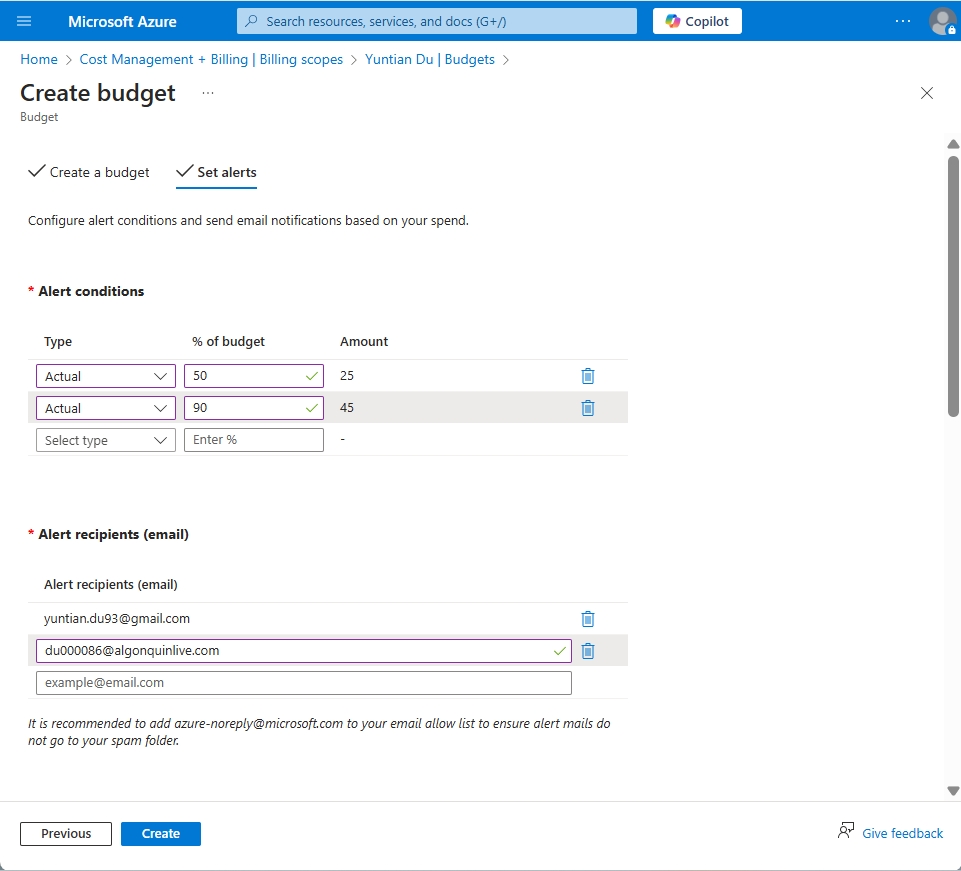 Microsoft Azure
Search resources, services, and docs (G+/)
Copilot
Home > Cost Management + Billing | Billing scopes > Yuntian Du | Budgets >
Create budget
Budget
Create a budget
Set alerts
Configure alert conditions and send email notifications based on your spend.
* Alert conditions
Type % of budget Amount
Actual 50 25
Actual 90 45
Select type Enter % -
* Alert recipients (email)
Alert recipients (email)
yuntian.du93@gmail.com
du000086@algonquinlive.com
example@email.com
It is recommended to add azure-noreply@microsoft.com to your email allow list to ensure alert mails do
not go to your spam folder.
Previous Create Give feedback